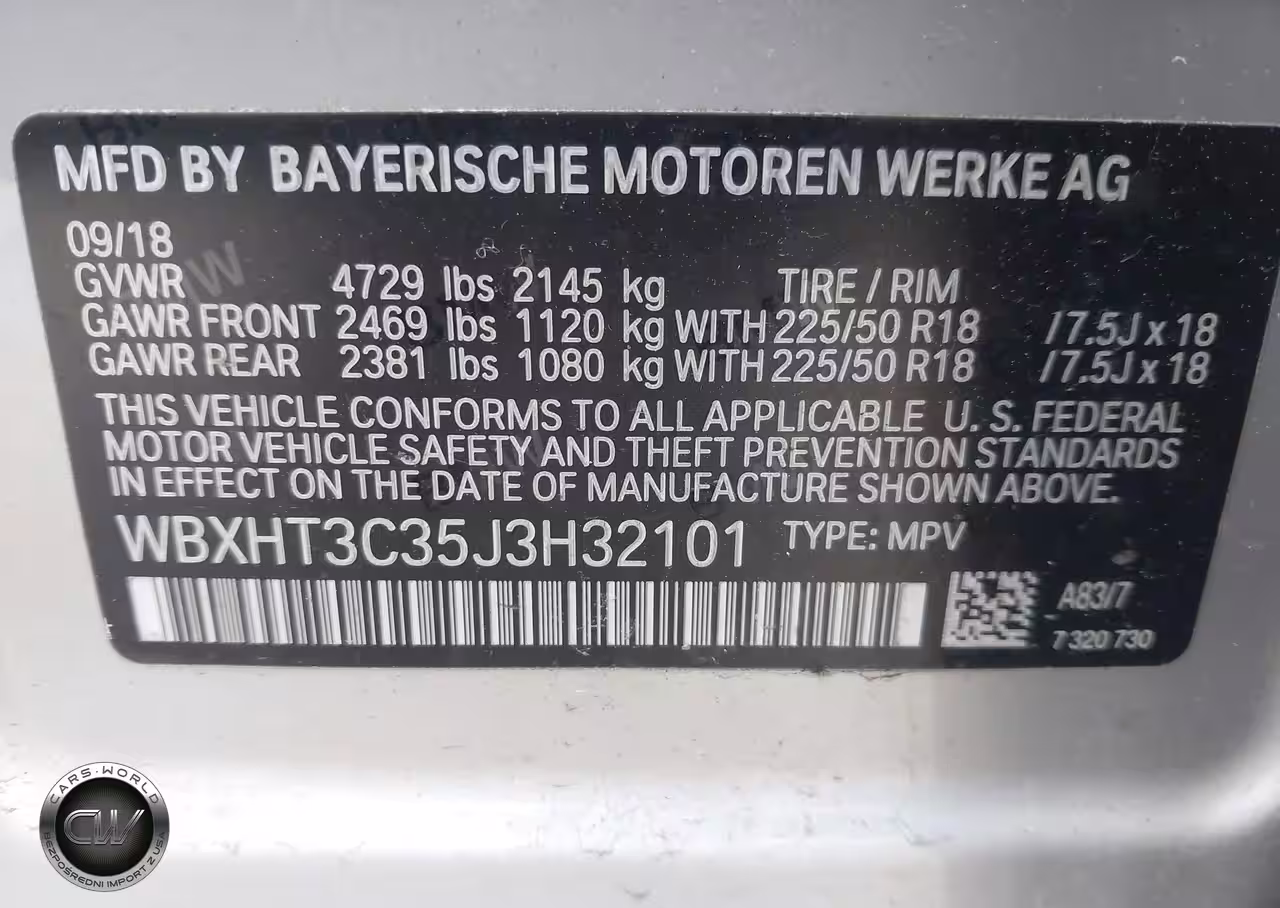 MFD BY BAYERISCHE MOTOREN WERKE AG
09/18
GVWR 4729 lbs 2145 kg TIRE / RIM
GAWR FRONT 2469 lbs 1120 kg WITH 225/50 R18 / 7.5J x 18
GAWR REAR 2381 lbs 1080 kg WITH 225/50 R18 / 7.5J x 18
THIS VEHICLE CONFORMS TO ALL APPLICABLE U. S. FEDERAL
MOTOR VEHICLE SAFETY AND THEFT PREVENTION STANDARDS
IN EFFECT ON THE DATE OF MANUFACTURE SHOWN ABOVE.
WBXHT3C35J3H32101 TYPE: MPV
A83/7
7 320 730
CARS-WORLD
CW
BEZPOŚREDNI IMPORT Z USA